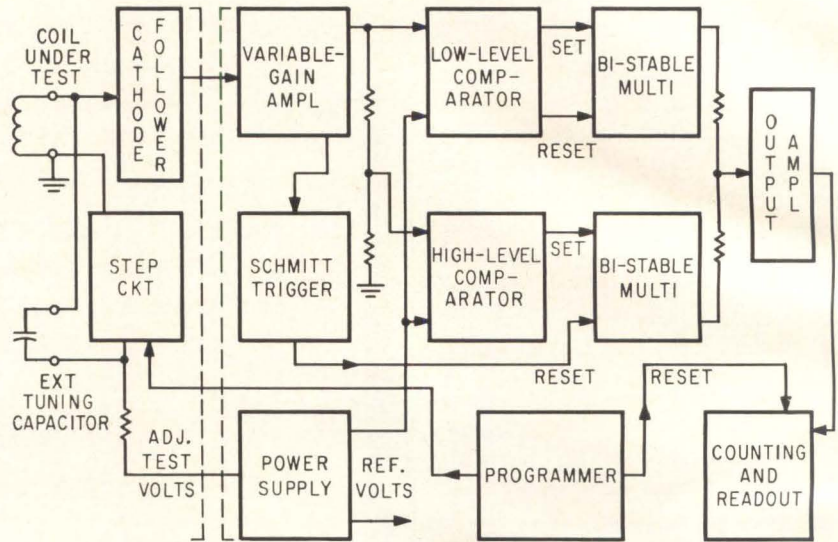 COIL
UNDER
TEST
CATHODE
FOLLOWER
VARIABLE-
GAIN
AMPL
LOW-LEVEL
COMP-
ARATOR
SET
RESET
BI-STABLE
MULTI
OUTPUT
AMPL
STEP
CKT
SCHMITT
TRIGGER
HIGH-LEVEL
COMP-
ARATOR
SET
BI-STABLE
MULTI
RESET
RESET
EXT
TUNING
CAPACITOR
ADJ.
TEST
VOLTS
POWER
SUPPLY
REF.
VOLTS
PROGRAMMER
COUNTING
AND
READOUT